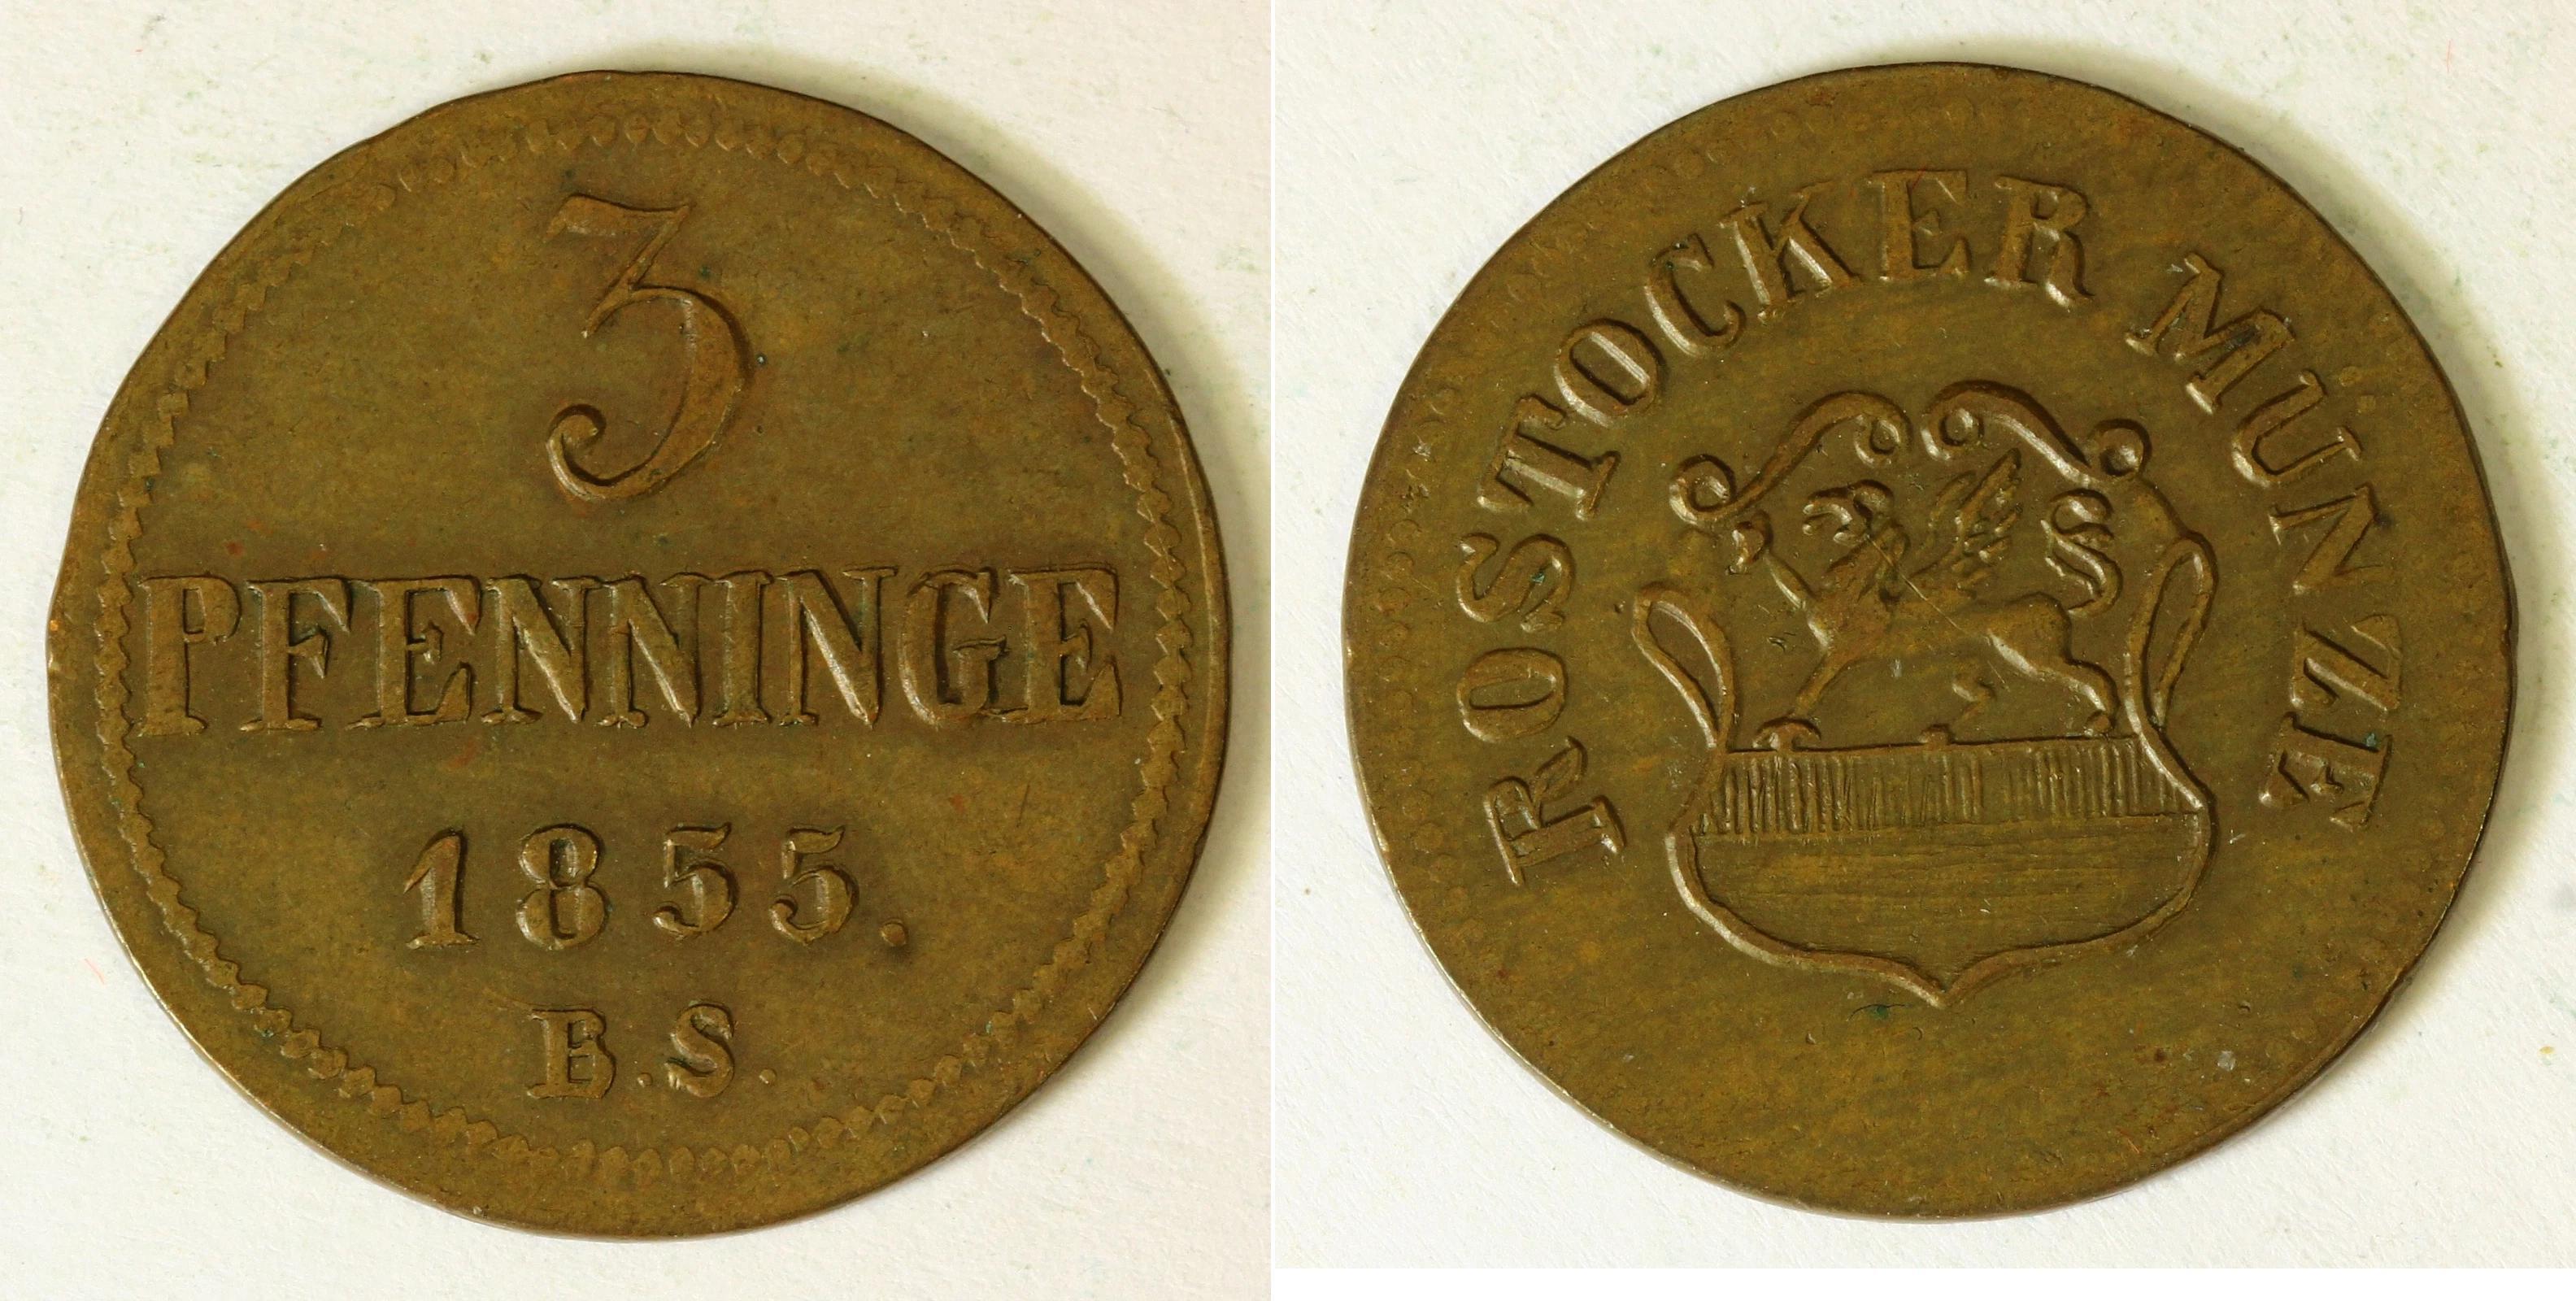 3
PFENNINGE
1855.
B.S.
ROSTOCKER MÜNZE